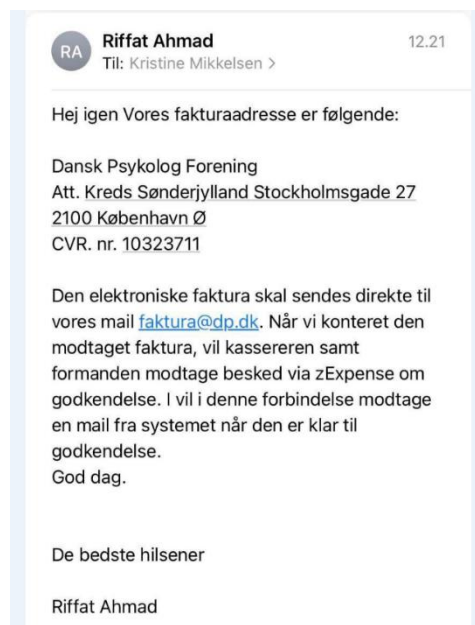 RA
Riffat Ahmad
12.21
Til: Kristine Mikkelsen >
Hej igen Vores fakturaadresse er følgende:
Dansk Psykolog Forening
Att. Kreds Sønderjylland Stockholmsgade 27
2100 København Ø
CVR. nr. 10323711
Den elektroniske faktura skal sendes direkte til
vores mail faktura@dp.dk. Når vi konteret den
modtaget faktura, vil kassereren samt
formanden modtage besked via zExpense om
godkendelse. I vil i denne forbindelse modtage
en mail fra systemet når den er klar til
godkendelse.
God dag.
De bedste hilsener
Riffat Ahmad